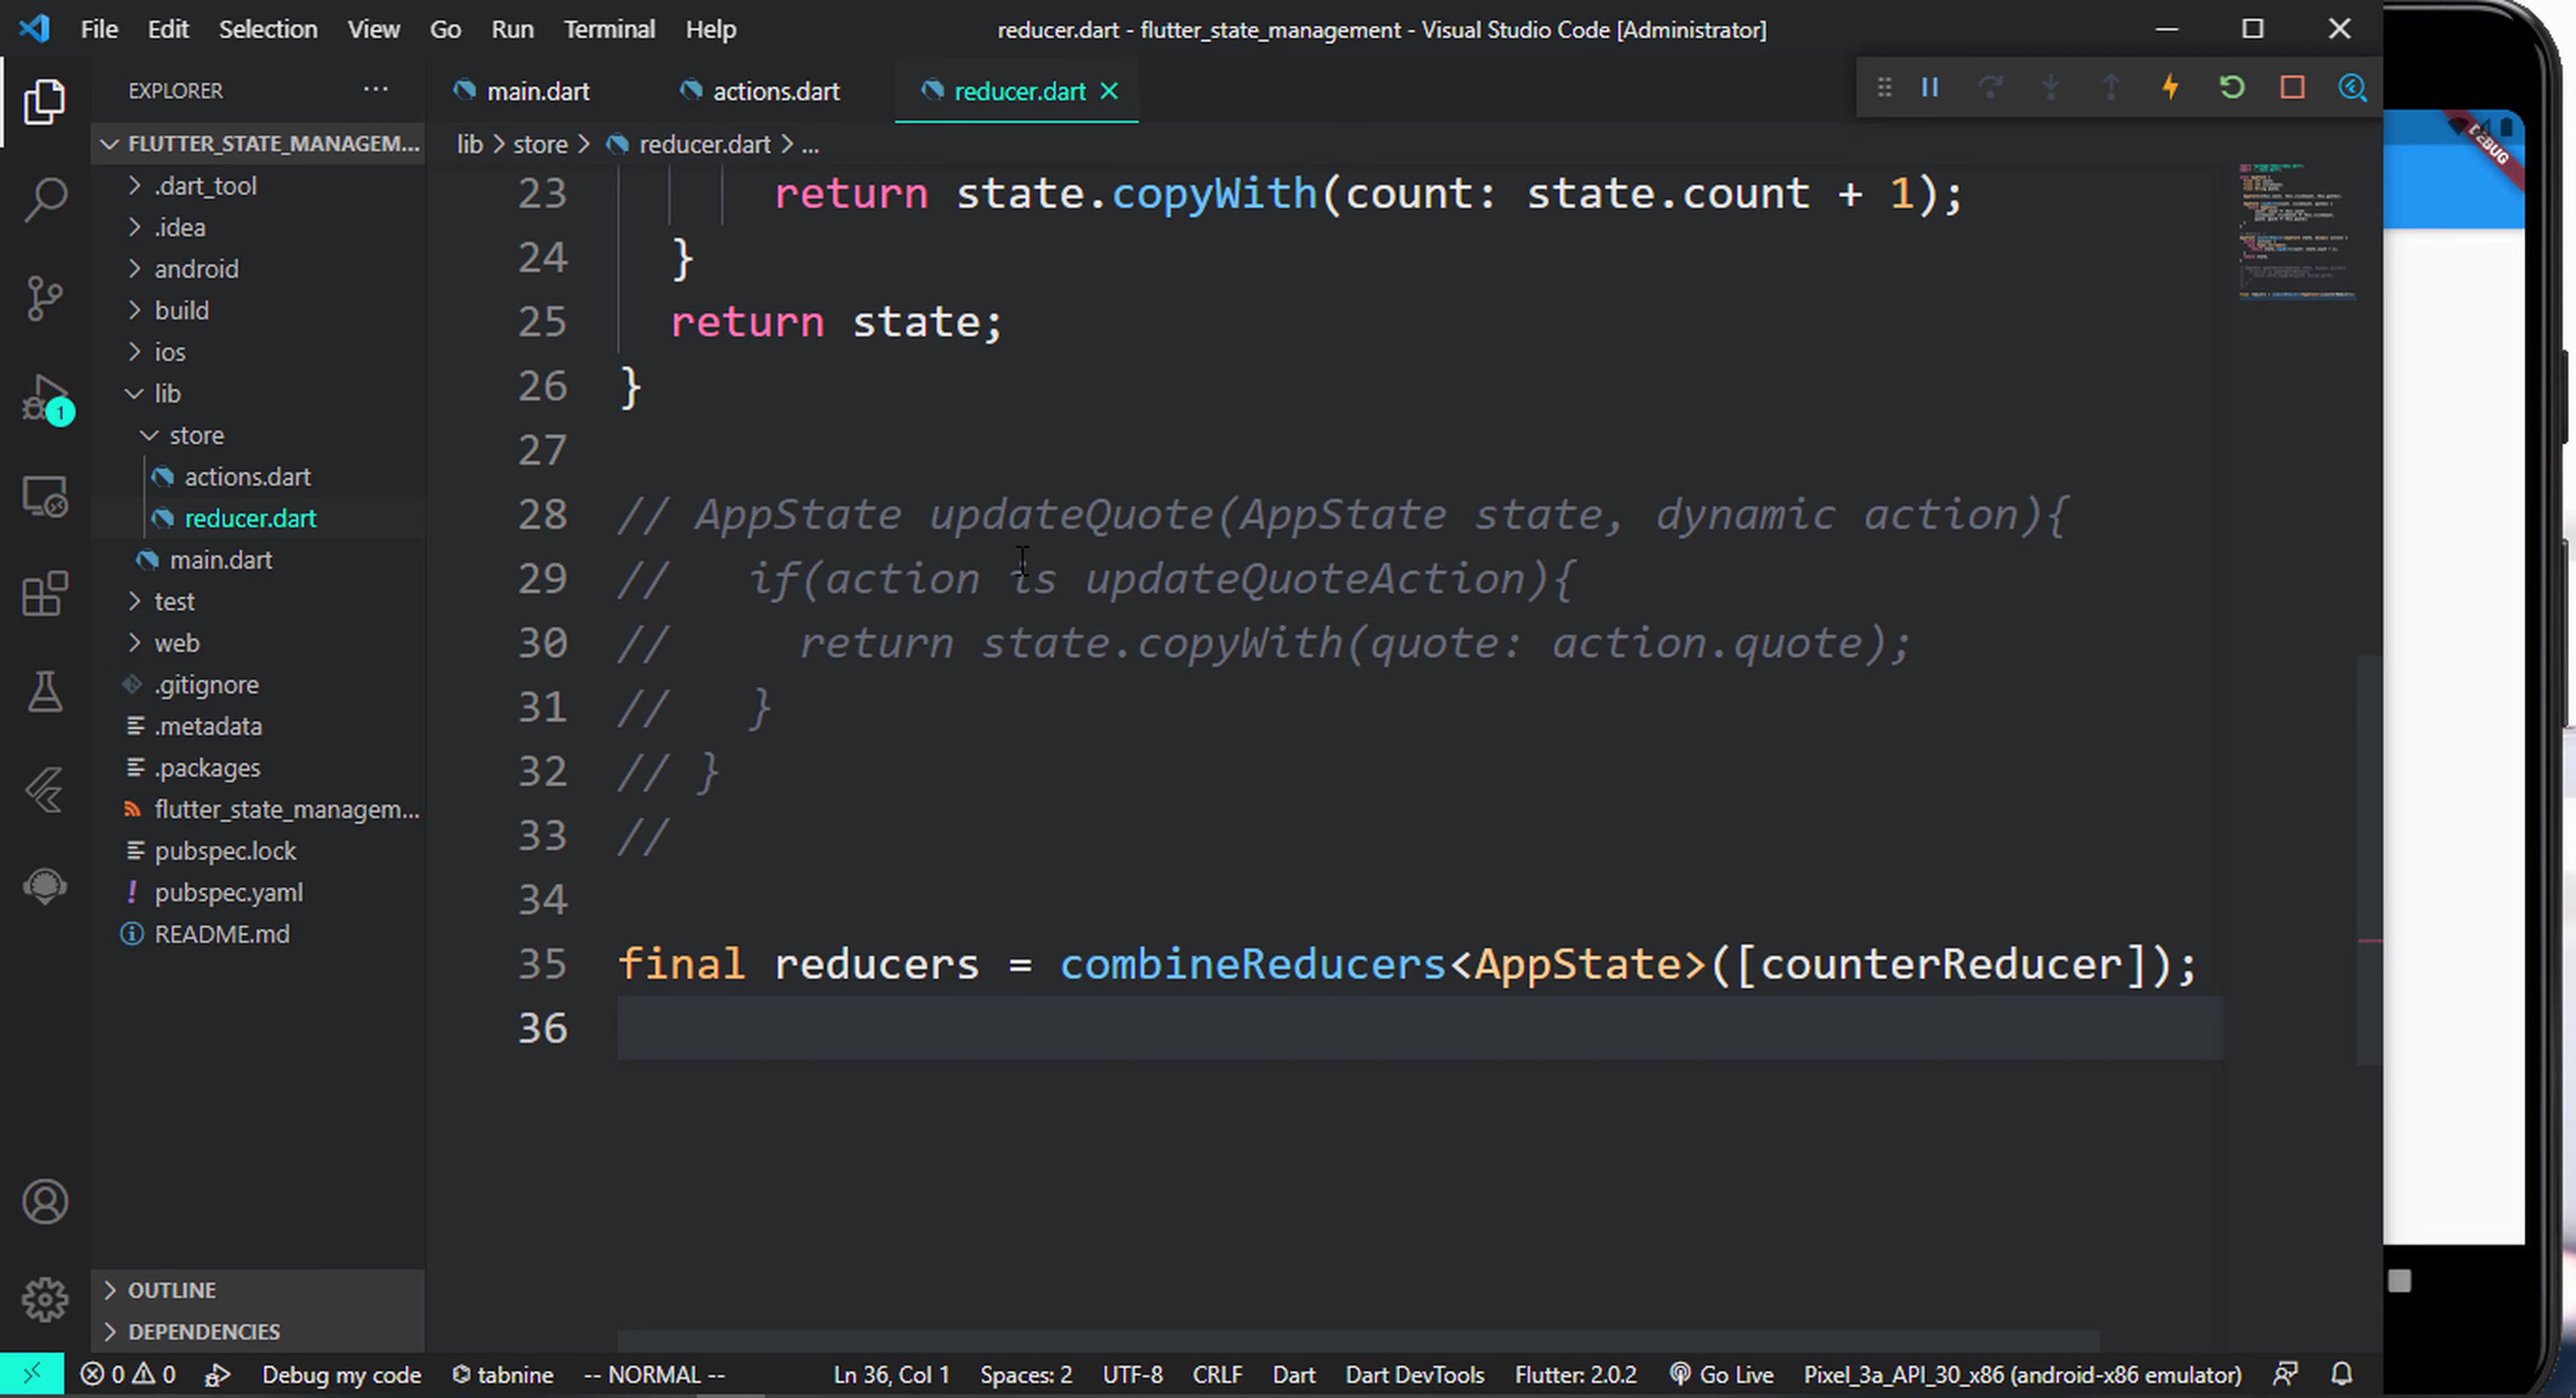 File Edit Selection View Go Run Terminal Help
reducer.dart - flutter_state_management - Visual Studio Code [Administrator]
EXPLORER ...
main.dart
actions.dart
reducer.dart
FLUTTER_STATE_MANAGEM...
.dart_tool
.idea
android
build
ios
lib
store
actions.dart
reducer.dart
main.dart
test
web
.gitignore
.metadata
.packages
flutter_state_managem...
pubspec.lock
pubspec.yaml
README.md
OUTLINE
DEPENDENCIES
1
lib > store > reducer.dart > ...
23 return state.copyWith(count: state.count + 1);
24 }
25 return state;
26 }
27
28 // AppState updateQuote(AppState state, dynamic action){
29 // if(action is updateQuoteAction){
30 // return state.copyWith(quote: action.quote);
31 // }
32 // }
33 //
34
35 final reducers = combineReducers<AppState>([counterReducer]);
36
DEBUG
0 0 Debug my code tabnine -- NORMAL -- Ln 36, Col 1 Spaces: 2 UTF-8 CRLF Dart Dart DevTools Flutter: 2.0.2 Go Live Pixel_3a_API_30_x86 (android-x86 emulator)